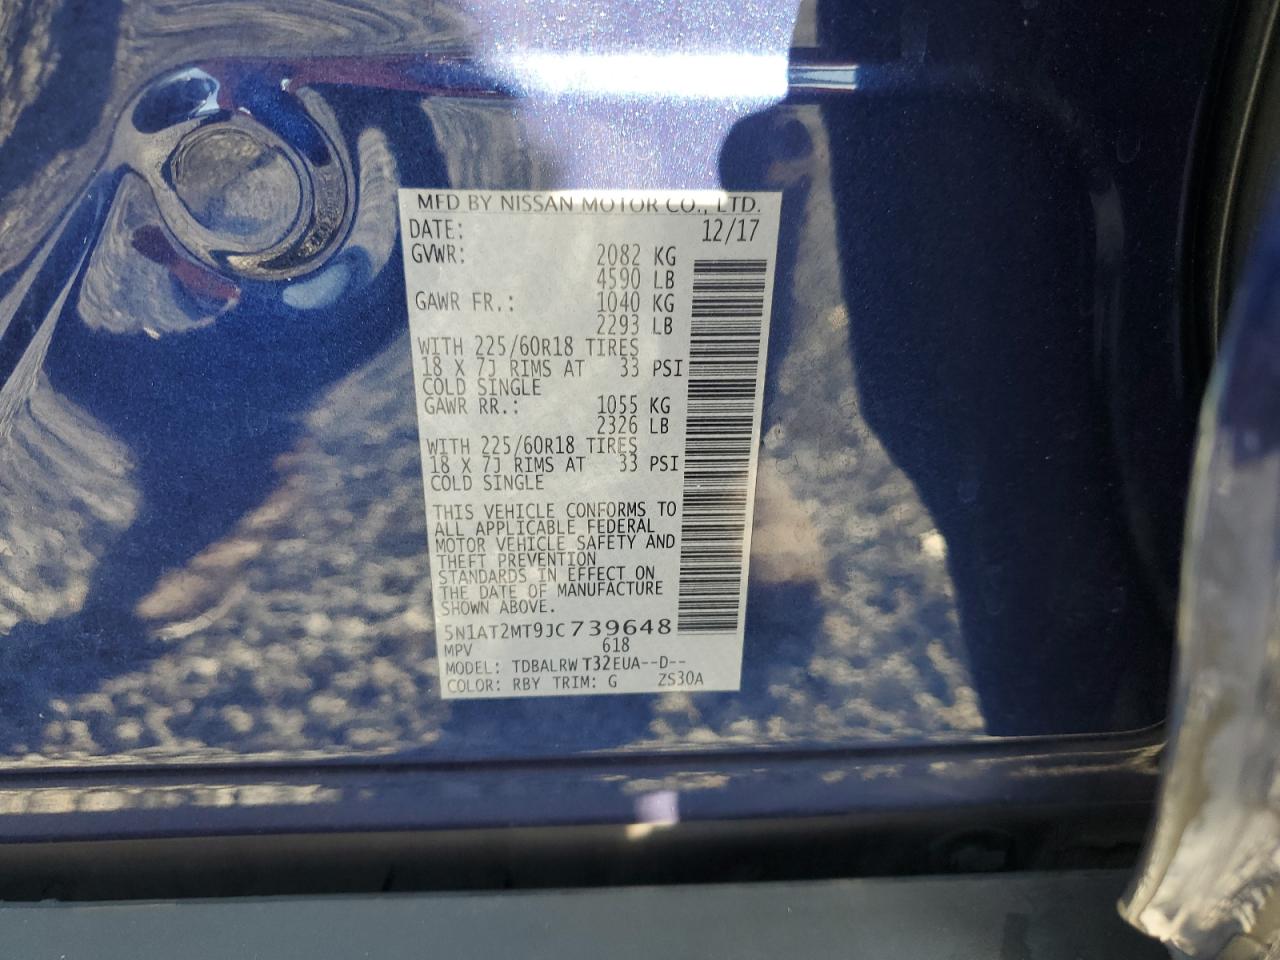 MFD BY NISSAN MOTOR CO., LTD.
DATE: 12/17
GVWR: 2082 KG
4590 LB
GAWR FR.: 1040 KG
2293 LB
WITH 225/60R18 TIRES
18 X 7J RIMS AT 33 PSI
COLD SINGLE
GAWR RR.: 1055 KG
2326 LB
WITH 225/60R18 TIRES
18 X 7J RIMS AT 33 PSI
COLD SINGLE
THIS VEHICLE CONFORMS TO
ALL APPLICABLE FEDERAL
MOTOR VEHICLE SAFETY AND
THEFT PREVENTION
STANDARDS IN EFFECT ON
THE DATE OF MANUFACTURE
SHOWN ABOVE.
5N1AT2MT9JC739648
MPV 618
MODEL: TDBALRWT32EUA--D--
COLOR: RBY TRIM: G ZS30A